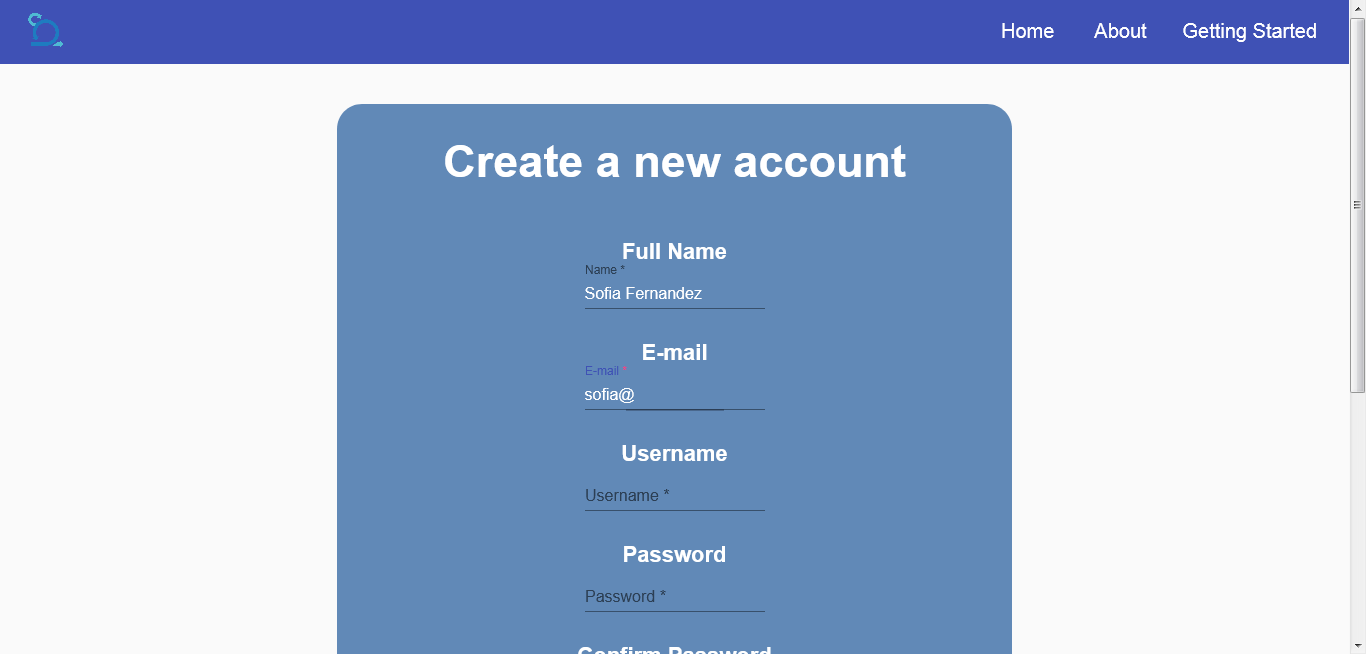 Home About Getting Started
Create a new account
Full Name
Name *
Sofia Fernandez
E-mail
E-mail *
sofia@
Username
Username *
Password
Password *
Confirm Password